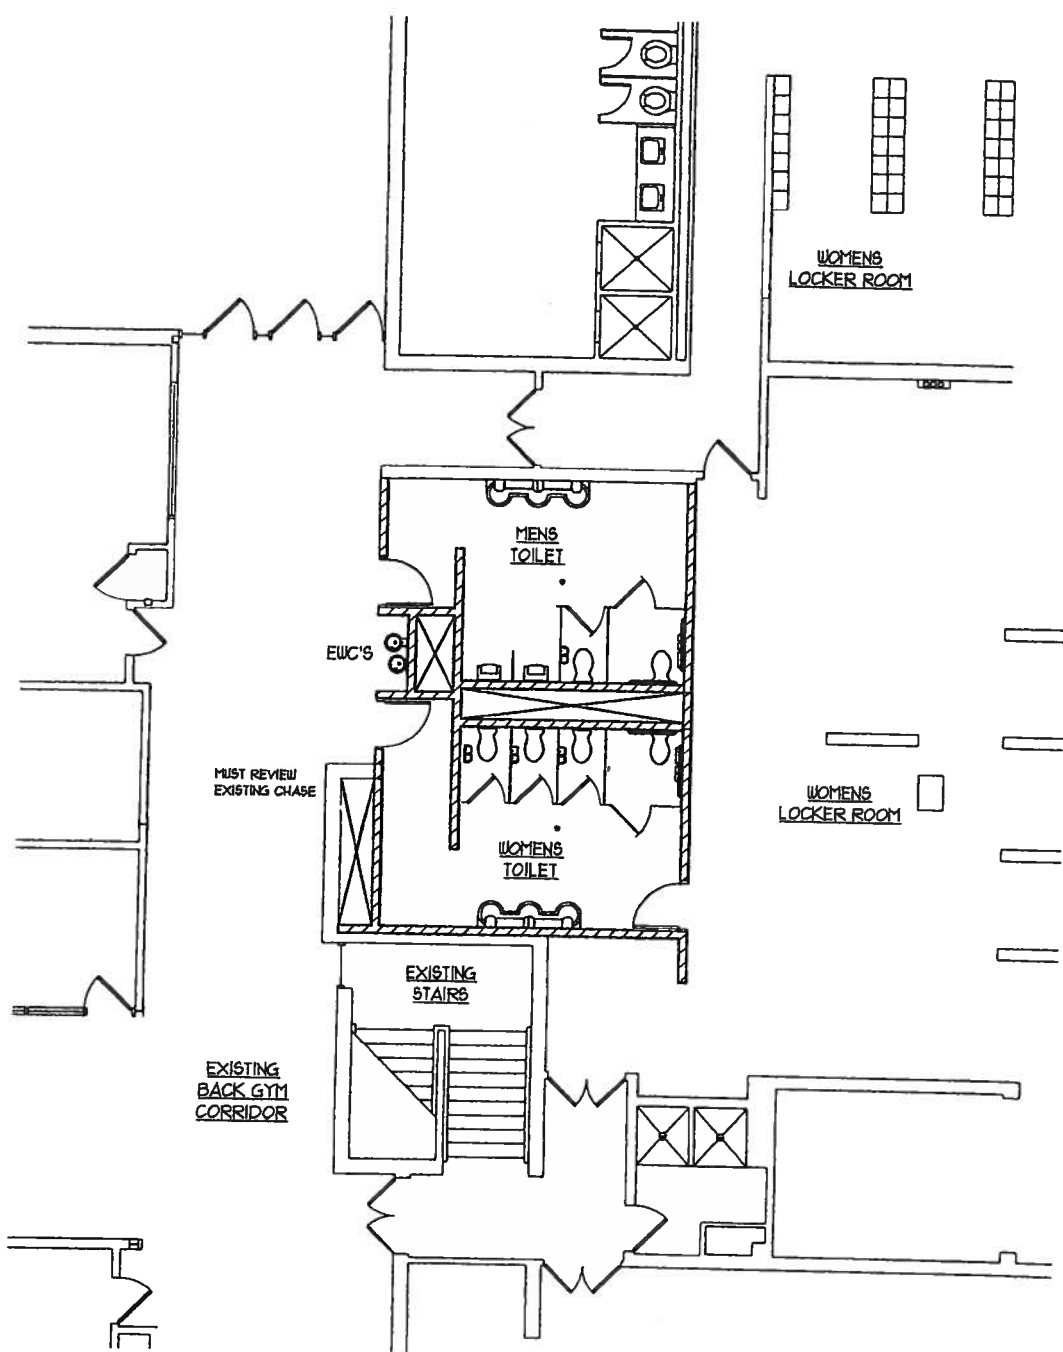 WOMENS
LOCKER ROOM
MENS
TOILET
EWC'S
MUST REVIEW
EXISTING CHASE
WOMENS
LOCKER ROOM
WOMENS
TOILET
EXISTING
STAIRS
EXISTING
BACK GYM
CORRIDOR